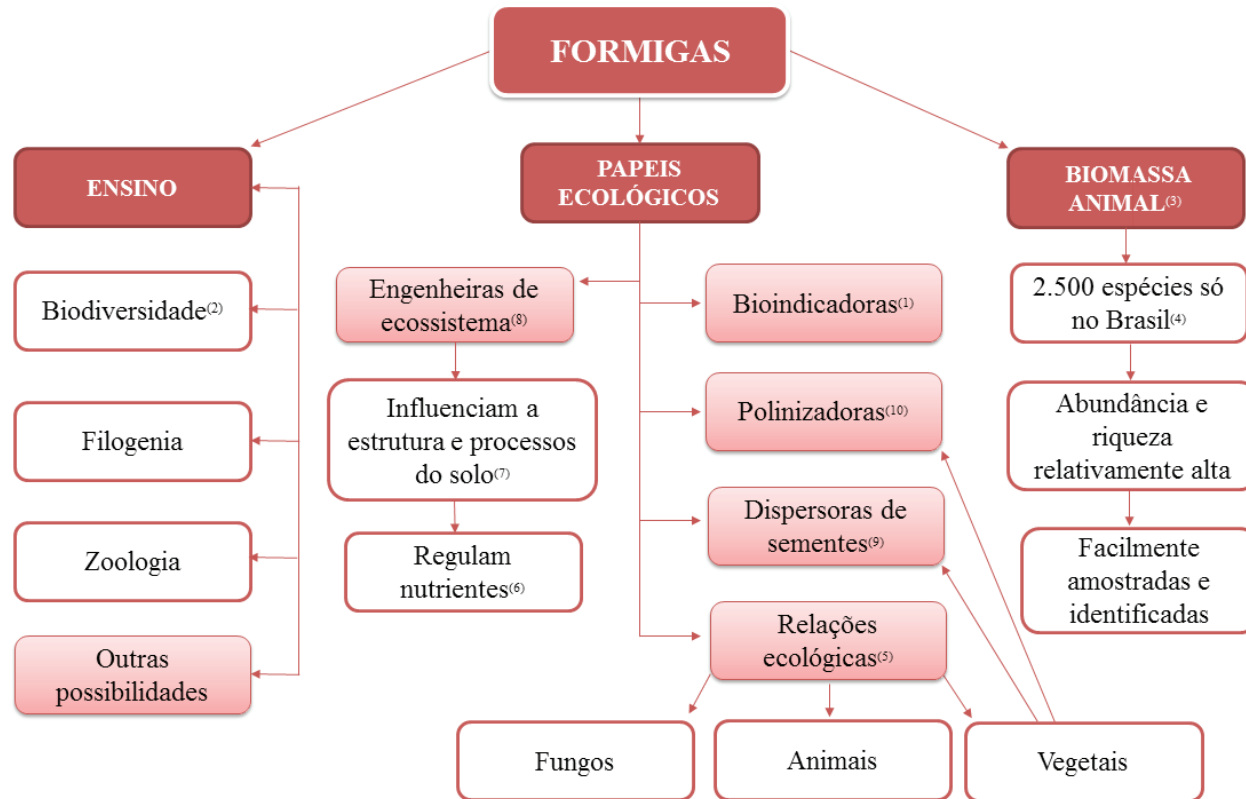 FORMIGAS
ENSINO
Biodiversidade(2)
Filogenia
Zoologia
Outras
possibilidades
PAPEIS
ECOLÓGICOS
Engenheiras de
ecossistema(8)
Influenciam a
estrutura e processos
do solo(7)
Regulam
nutrientes(6)
Bioindicadoras(1)
Polinizadoras(10)
Dispersoras de
sementes(9)
Relações
ecológicas(5)
Fungos
Animais
Vegetais
BIOMASSA
ANIMAL(3)
2.500 espécies só
no Brasil(4)
Abundância e
riqueza
relativamente alta
Facilmente
amostradas e
identificadas